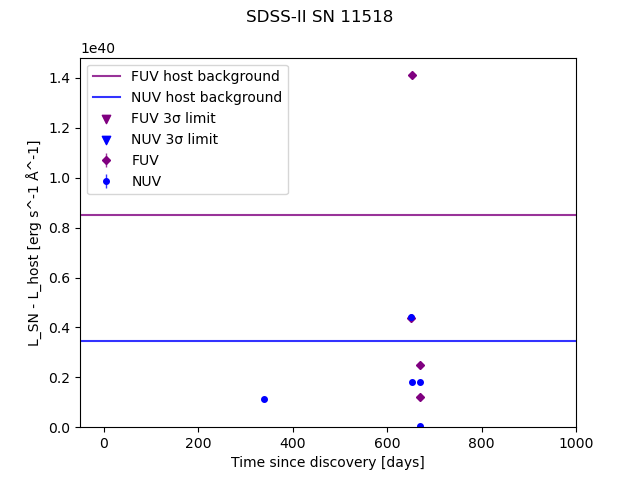 SDSS-II SN 11518
1e40
FUV host background
NUV host background
FUV 3σ limit
NUV 3σ limit
FUV
NUV
L_SN - L_host [erg s^-1 Å^-1]
1.4
1.2
1.0
0.8
0.6
0.4
0.2
0.0
0 200 400 600 800 1000
Time since discovery [days]